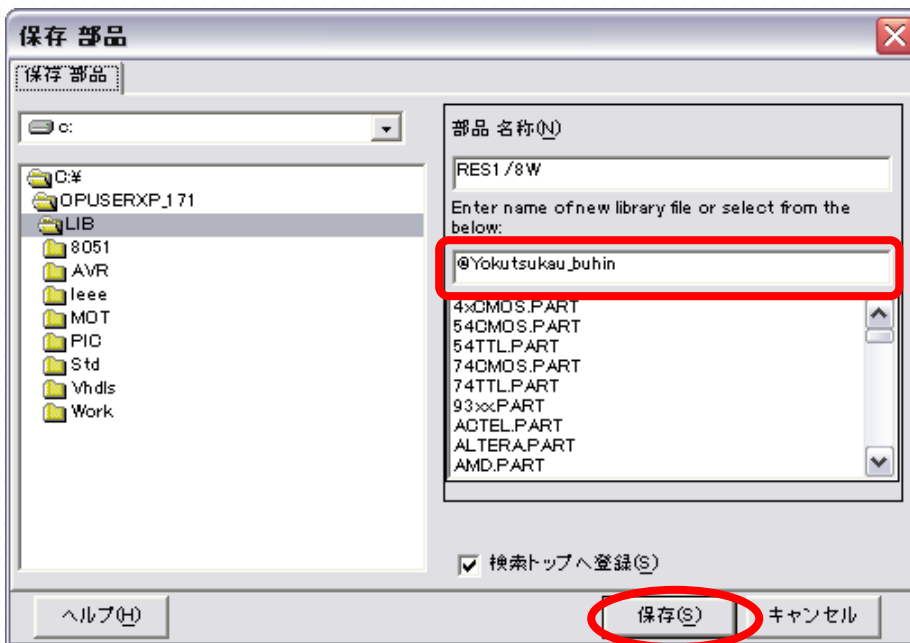 保存 部品
保存 部品
c:
C:¥
OPUSERXP_171
LIB
8051
AVR
Ieee
MOT
PIC
Std
Vhdls
Work
部品 名称(N)
RES1/8W
Enter name of new library file or select from the
below:
@Yokutsukau_buhin
4xCMOS.PART
54CMOS.PART
54TTL.PART
74CMOS.PART
74TTL.PART
93xx.PART
ACTEL.PART
ALTERA.PART
AMD.PART
検索トップへ登録(S)
ヘルプ(H)
保存(S)
キャンセル